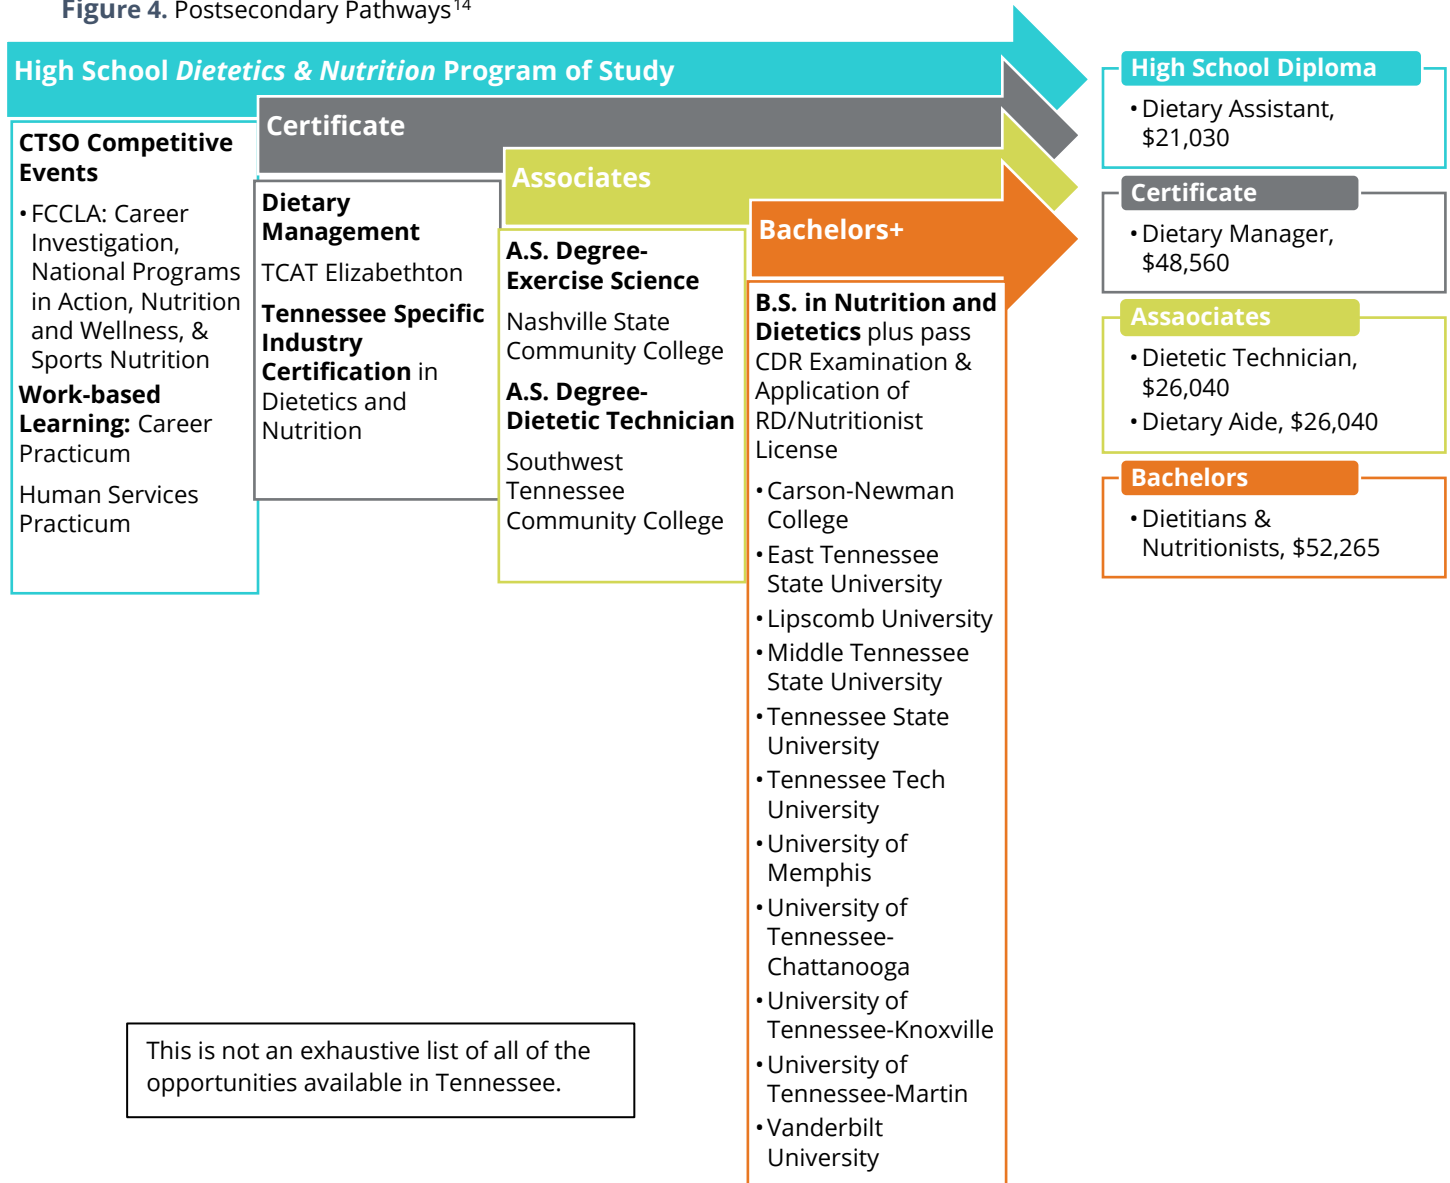 Figure 4. Postsecondary Pathways14
High School Dietetics & Nutrition Program of Study
CTSO Competitive
Events
• FCCLA: Career
Investigation,
National Programs
in Action, Nutrition
and Wellness, &
Sports Nutrition
Work-based
Learning: Career
Practicum
Human Services
Practicum
Certificate
Dietary
Management
TCAT Elizabethton
Tennessee Specific
Industry
Certification in
Dietetics and
Nutrition
Associates
A.S. Degree-
Exercise Science
Nashville State
Community College
A.S. Degree-
Dietetic Technician
Southwest
Tennessee
Community College
Bachelors+
B.S. in Nutrition and
Dietetics plus pass
CDR Examination &
Application of
RD/Nutritionist
License
• Carson-Newman
College
• East Tennessee
State University
• Lipscomb University
• Middle Tennessee
State University
• Tennessee State
University
• Tennessee Tech
University
• University of
Memphis
• University of
Tennessee-
Chattanooga
• University of
Tennessee-Knoxville
• University of
Tennessee-Martin
• Vanderbilt
University
High School Diploma
• Dietary Assistant,
$21,030
Certificate
• Dietary Manager,
$48,560
Assaociates
• Dietetic Technician,
$26,040
• Dietary Aide, $26,040
Bachelors
• Dietitians &
Nutritionists, $52,265
This is not an exhaustive list of all of the
opportunities available in Tennessee.